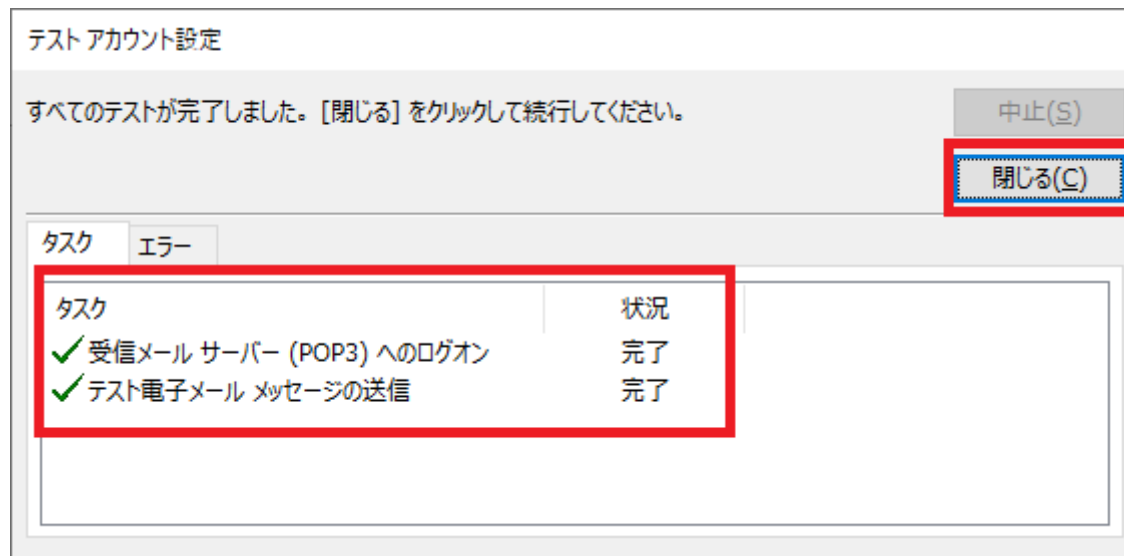 テスト アカウント設定
すべてのテストが完了しました。[閉じる] をクリックして続行してください。
中止(S)
閉じる(C)
タスク エラー
タスク 状況
受信メール サーバー (POP3) へのログオン 完了
テスト電子メール メッセージの送信 完了